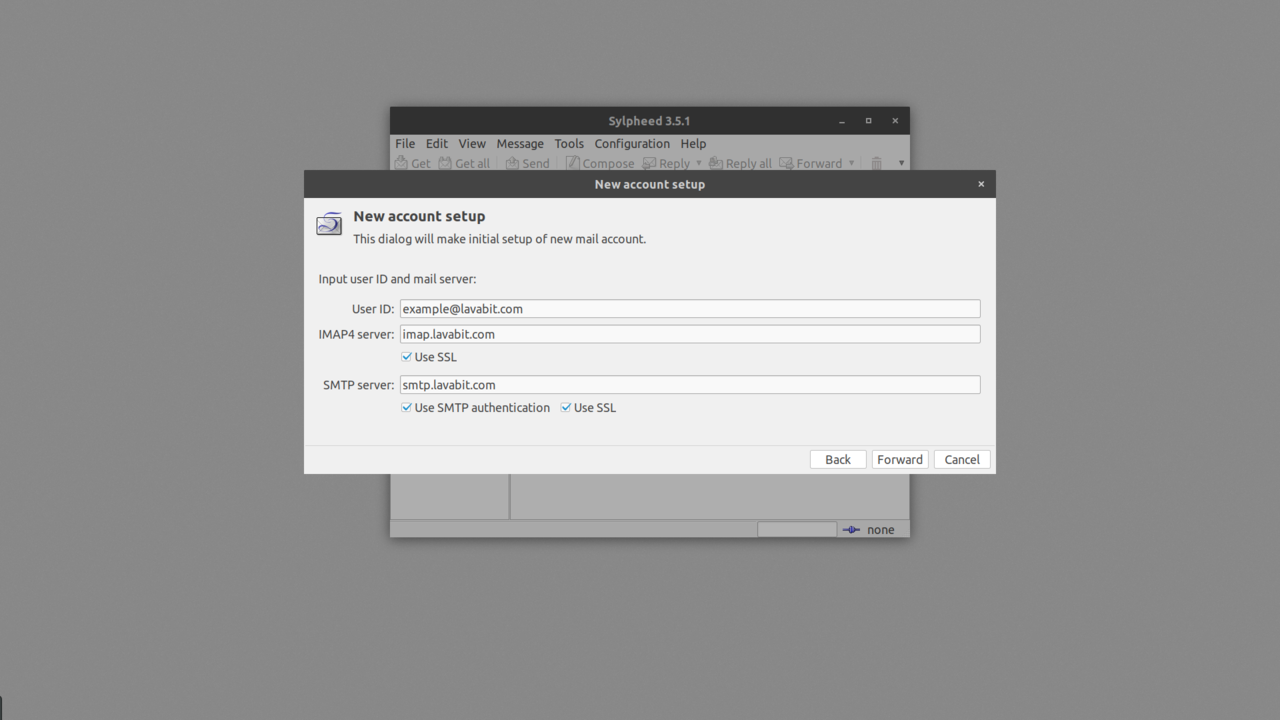 Sylpheed 3.5.1
File Edit View Message Tools Configuration Help
Get Get all Send Compose Reply Reply all Forward
New account setup
New account setup
This dialog will make initial setup of new mail account.
Input user ID and mail server:
User ID: example@lavabit.com
IMAP4 server: imap.lavabit.com
Use SSL
SMTP server: smtp.lavabit.com
Use SMTP authentication Use SSL
Back Forward Cancel
none